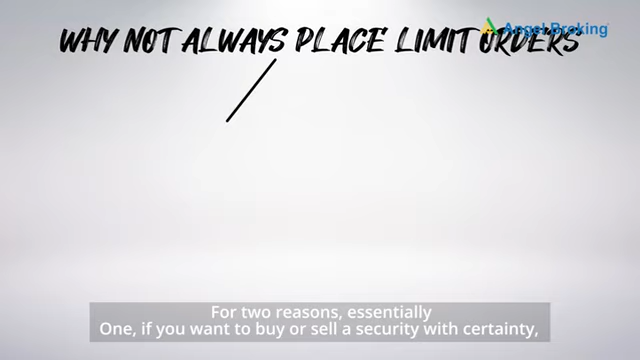 Angel Broking
WHY NOT ALWAYS PLACE LIMIT ORDERS
For two reasons, essentially
One, if you want to buy or sell a security with certainty,